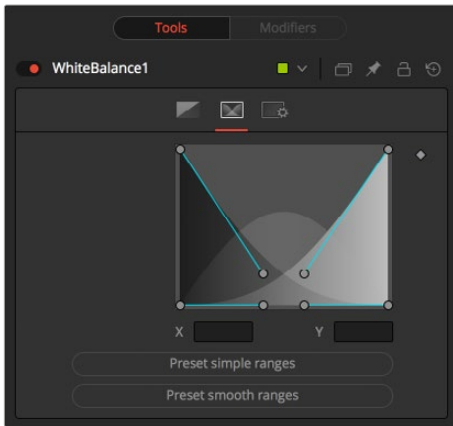 Tools Modifiers
WhiteBalance1
X Y
Preset simple ranges
Preset smooth ranges